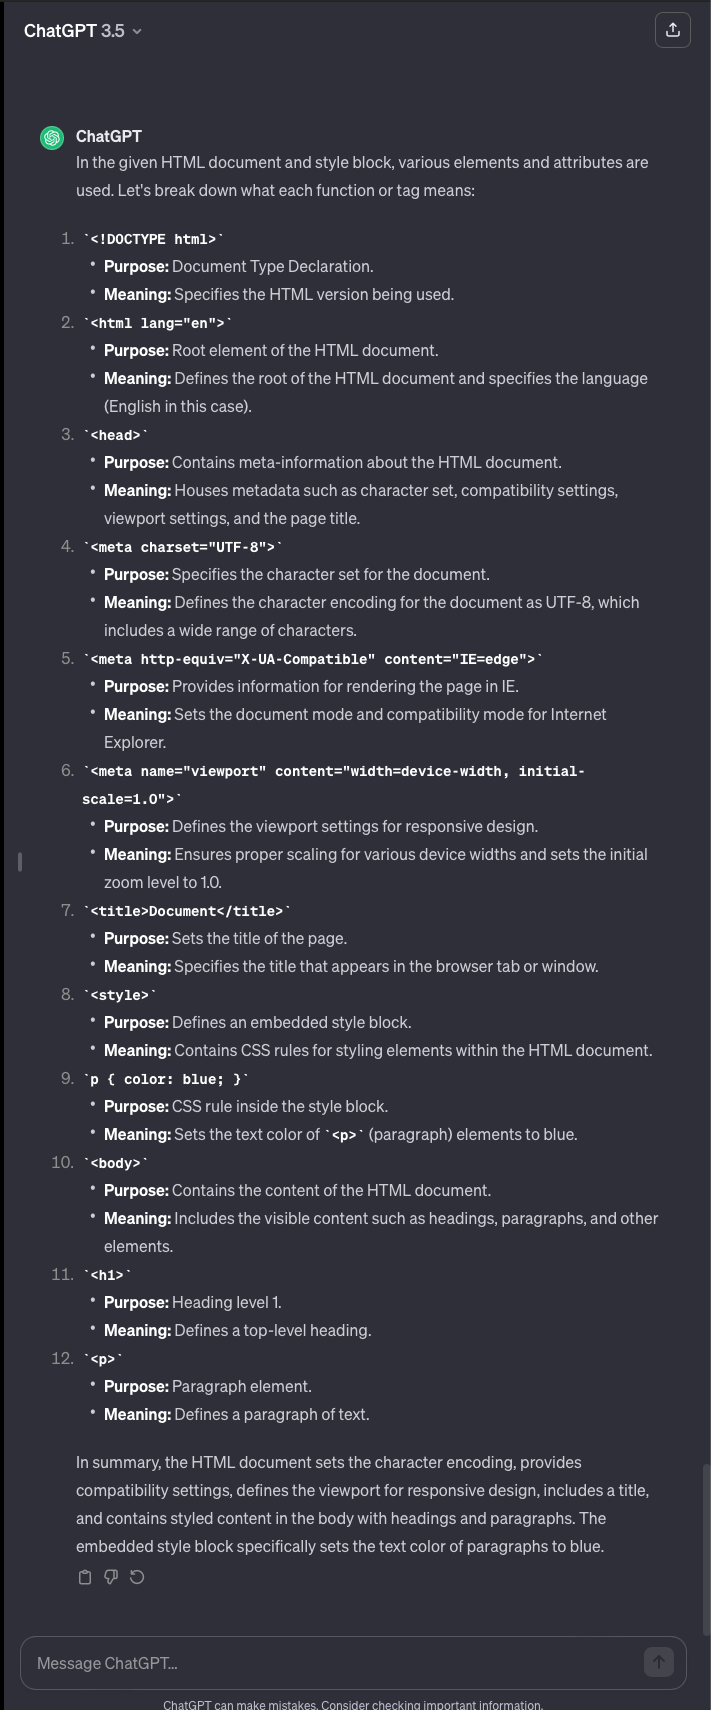 ChatGPT 3.5
ChatGPT
In the given HTML document and style block, various elements and attributes are
used. Let's break down what each function or tag means:
1. `<!DOCTYPE html>`
• Purpose: Document Type Declaration.
• Meaning: Specifies the HTML version being used.
2. `<html lang="en">`
• Purpose: Root element of the HTML document.
• Meaning: Defines the root of the HTML document and specifies the language
(English in this case).
3. `<head>`
• Purpose: Contains meta-information about the HTML document.
• Meaning: Houses metadata such as character set, compatibility settings,
viewport settings, and the page title.
4. `<meta charset="UTF-8">`
• Purpose: Specifies the character set for the document.
• Meaning: Defines the character encoding for the document as UTF-8, which
includes a wide range of characters.
5. `<meta http-equiv="X-UA-Compatible" content="IE=edge">`
• Purpose: Provides information for rendering the page in IE.
• Meaning: Sets the document mode and compatibility mode for Internet
Explorer.
6. `<meta name="viewport" content="width=device-width, initial-
scale=1.0">`
• Purpose: Defines the viewport settings for responsive design.
• Meaning: Ensures proper scaling for various device widths and sets the initial
zoom level to 1.0.
7. `<title>Document</title>`
• Purpose: Sets the title of the page.
• Meaning: Specifies the title that appears in the browser tab or window.
8. `<style>`
• Purpose: Defines an embedded style block.
• Meaning: Contains CSS rules for styling elements within the HTML document.
9. `p { color: blue; }`
• Purpose: CSS rule inside the style block.
• Meaning: Sets the text color of `<p>` (paragraph) elements to blue.
10. `<body>`
• Purpose: Contains the content of the HTML document.
• Meaning: Includes the visible content such as headings, paragraphs, and other
elements.
11. `<h1>`
• Purpose: Heading level 1.
• Meaning: Defines a top-level heading.
12. `<p>`
• Purpose: Paragraph element.
• Meaning: Defines a paragraph of text.
In summary, the HTML document sets the character encoding, provides
compatibility settings, defines the viewport for responsive design, includes a title,
and contains styled content in the body with headings and paragraphs. The
embedded style block specifically sets the text color of paragraphs to blue.
Message ChatGPT...
ChatGPT can make mistakes. Consider checking important information.